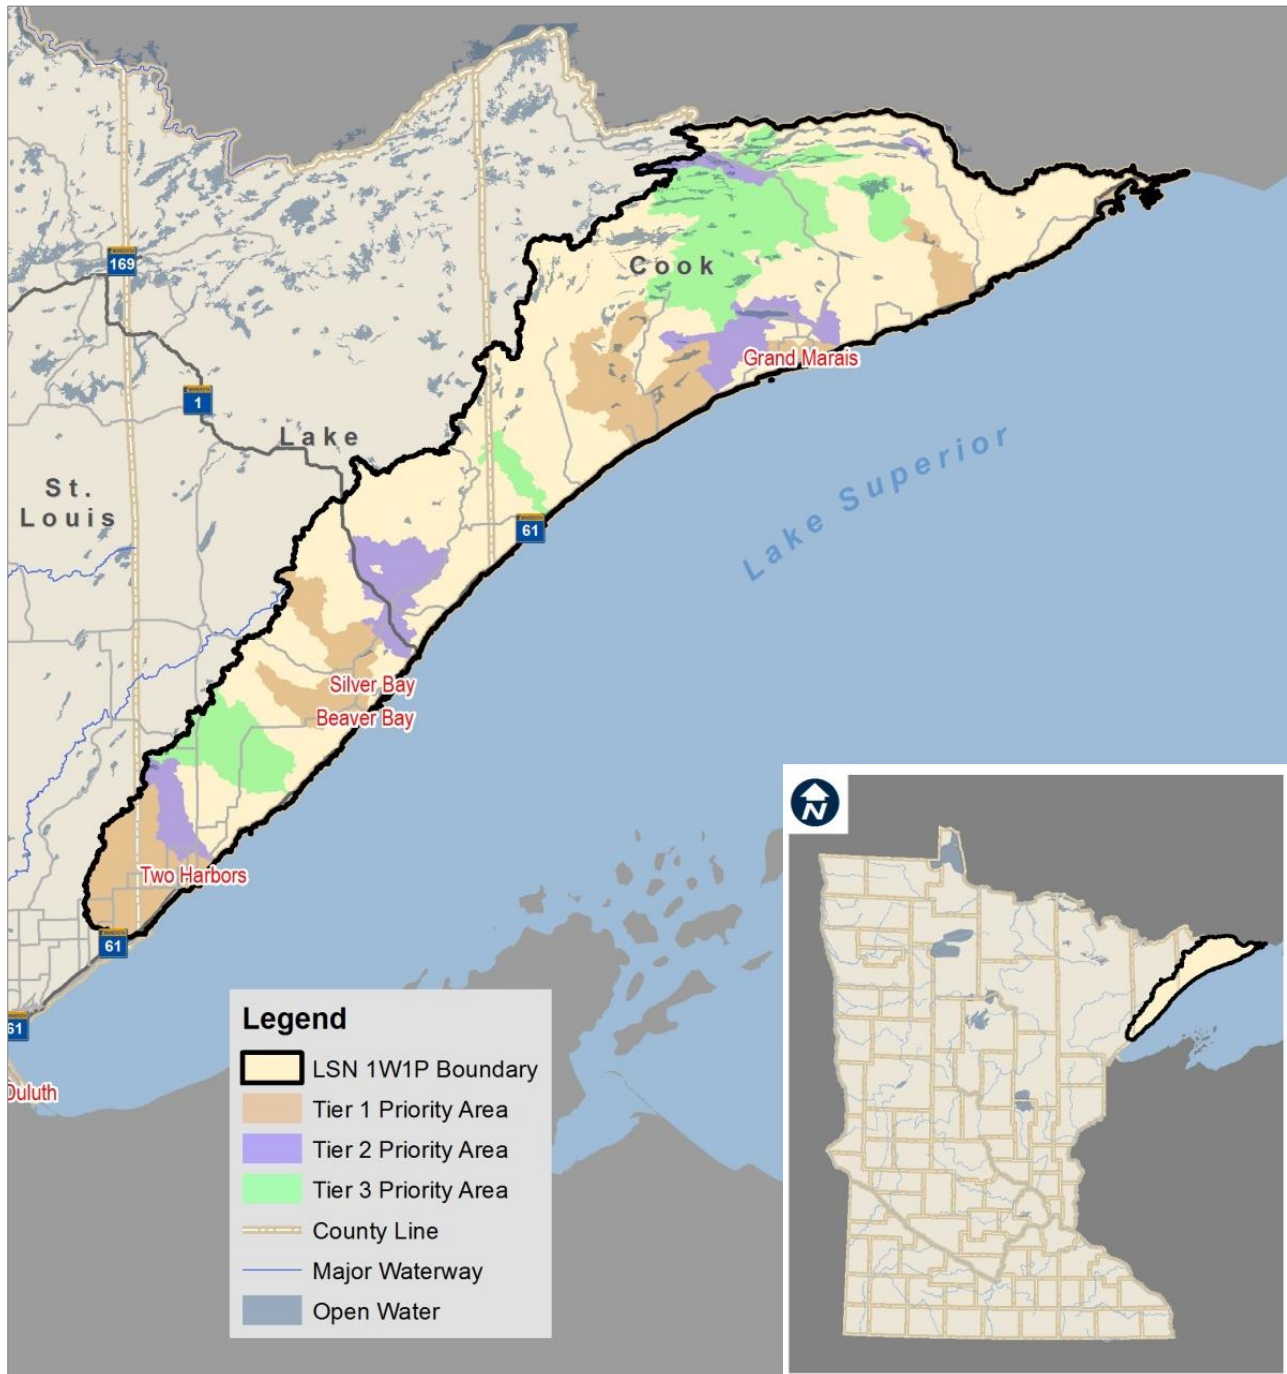 169
Cook
1
Grand Marais
Lake
St.
Louis
61
Lake Superior
Silver Bay
Beaver Bay
Two Harbors
61
61
Duluth
N
Legend
LSN 1W1P Boundary
Tier 1 Priority Area
Tier 2 Priority Area
Tier 3 Priority Area
County Line
Major Waterway
Open Water